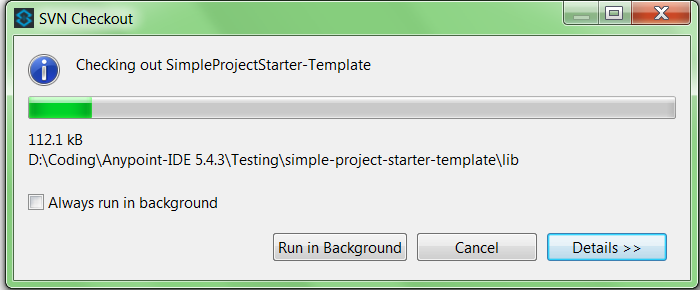 SVN Checkout
Checking out SimpleProjectStarter-Template
112.1 kB
D:\Coding\Anypoint-IDE 5.4.3\Testing\simple-project-starter-template\lib
Always run in background
Run in Background
Cancel
Details >>